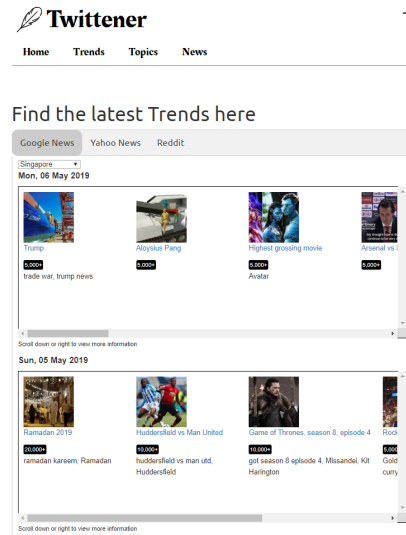 Twittener
Home Trends Topics News
Find the latest Trends here
Google News Yahoo News Reddit
Singapore
Mon, 06 May 2019
Trump Aloysius Pang Highest grossing movie Arsenal vs
5,000+ 5,000+ 5,000+ 5,000+
trade war, trump news Avatar
Scroll down or right to view more information
Sun, 05 May 2019
Ramadan 2019 Huddersfield vs Man United Game of Thrones, season 8, episode 4 Rock
20,000+ 10,000+ 10,000+ 5,000
ramadan kareem, Ramadan huddersfield vs man utd, got season 8 episode 4, Missandei, Kit Gold
Huddersfield Harington curry
Scroll down or right to view more information